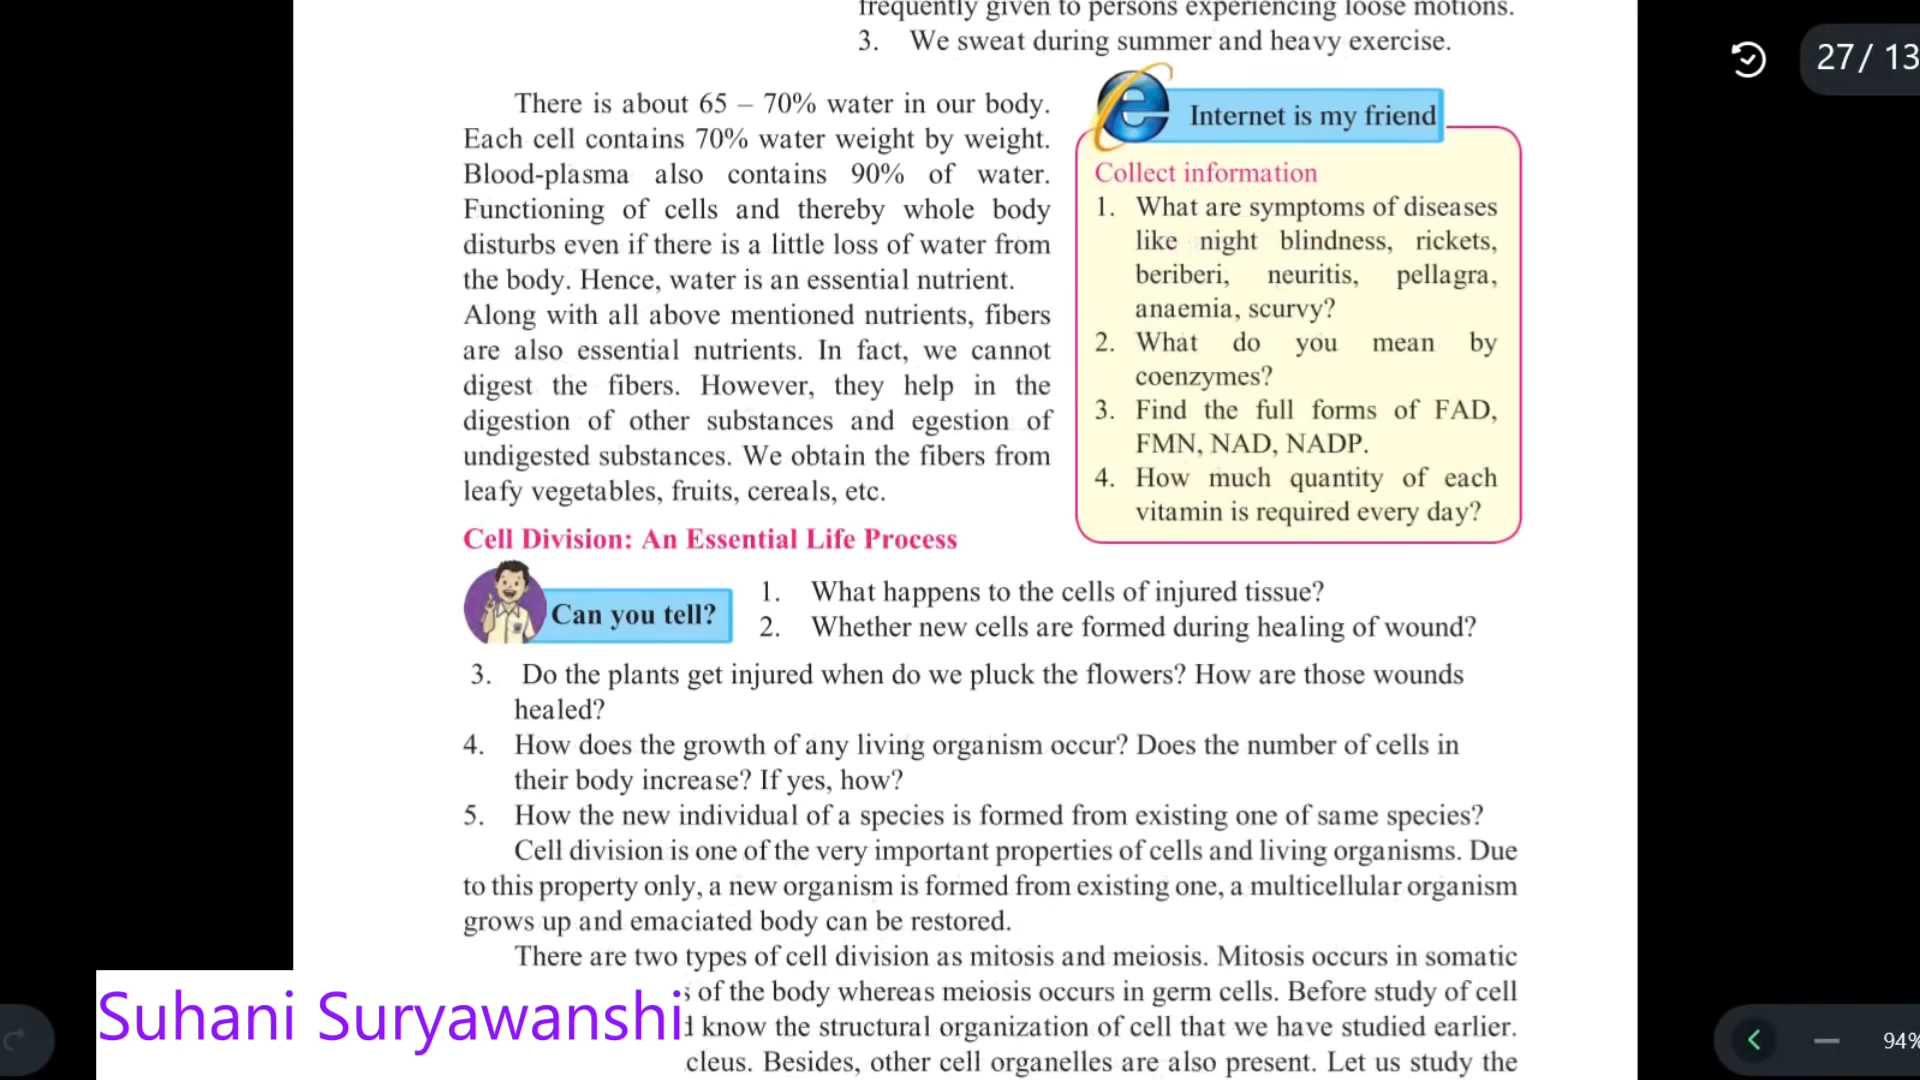 frequently given to persons experiencing loose motions.
3. We sweat during summer and heavy exercise.
27/ 13
There is about 65 – 70% water in our body.
Each cell contains 70% water weight by weight.
Blood-plasma also contains 90% of water.
Functioning of cells and thereby whole body
disturbs even if there is a little loss of water from
the body. Hence, water is an essential nutrient.
Along with all above mentioned nutrients, fibers
are also essential nutrients. In fact, we cannot
digest the fibers. However, they help in the
digestion of other substances and egestion of
undigested substances. We obtain the fibers from
leafy vegetables, fruits, cereals, etc.
Internet is my friend
Collect information
1. What are symptoms of diseases
like night blindness, rickets,
beriberi, neuritis, pellagra,
anaemia, scurvy?
2. What do you mean by
coenzymes?
3. Find the full forms of FAD,
FMN, NAD, NADP.
4. How much quantity of each
vitamin is required every day?
Cell Division: An Essential Life Process
Can you tell?
1. What happens to the cells of injured tissue?
2. Whether new cells are formed during healing of wound?
3. Do the plants get injured when do we pluck the flowers? How are those wounds
healed?
4. How does the growth of any living organism occur? Does the number of cells in
their body increase? If yes, how?
5. How the new individual of a species is formed from existing one of same species?
Cell division is one of the very important properties of cells and living organisms. Due
to this property only, a new organism is formed from existing one, a multicellular organism
grows up and emaciated body can be restored.
There are two types of cell division as mitosis and meiosis. Mitosis occurs in somatic
of the body whereas meiosis occurs in germ cells. Before study of cell
know the structural organization of cell that we have studied earlier.
cleus. Besides, other cell organelles are also present. Let us study the
Suhani Suryawanshi
94%